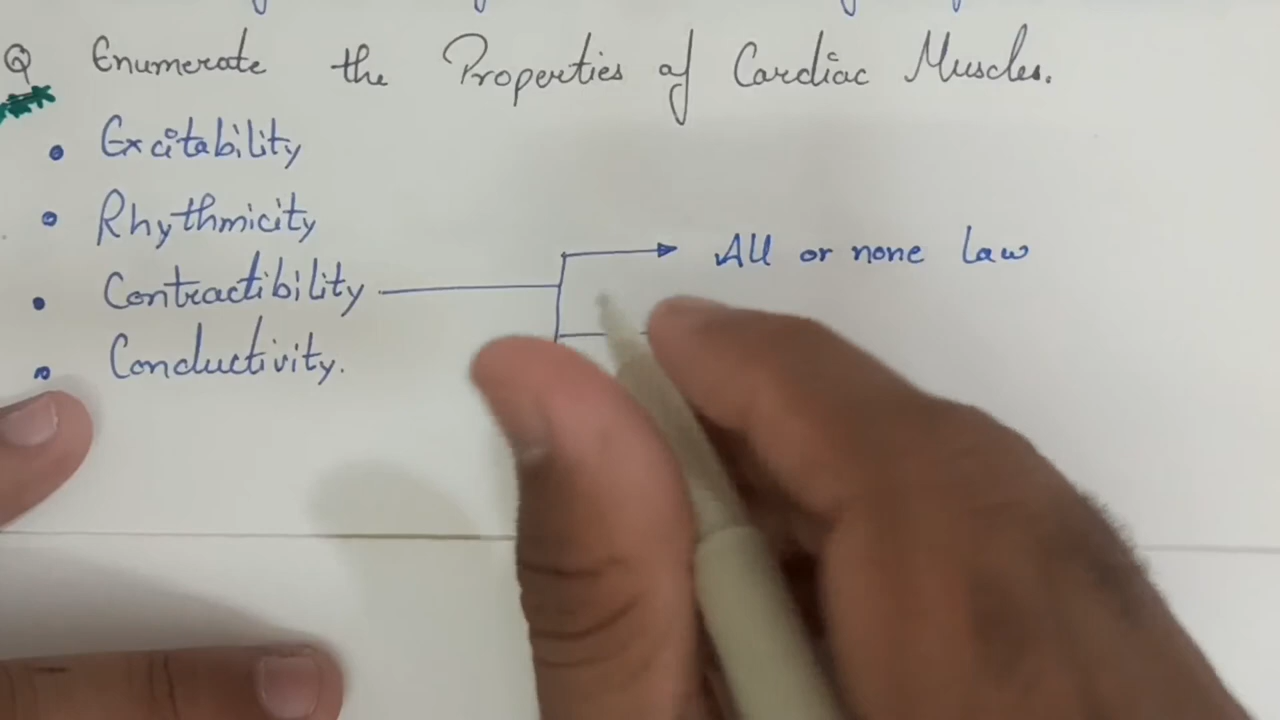 Q Enumerate the Properties of Cardiac Muscles.
• Excitability
• Rhythmicity
• Contractibility → All or none law
• Conductivity.